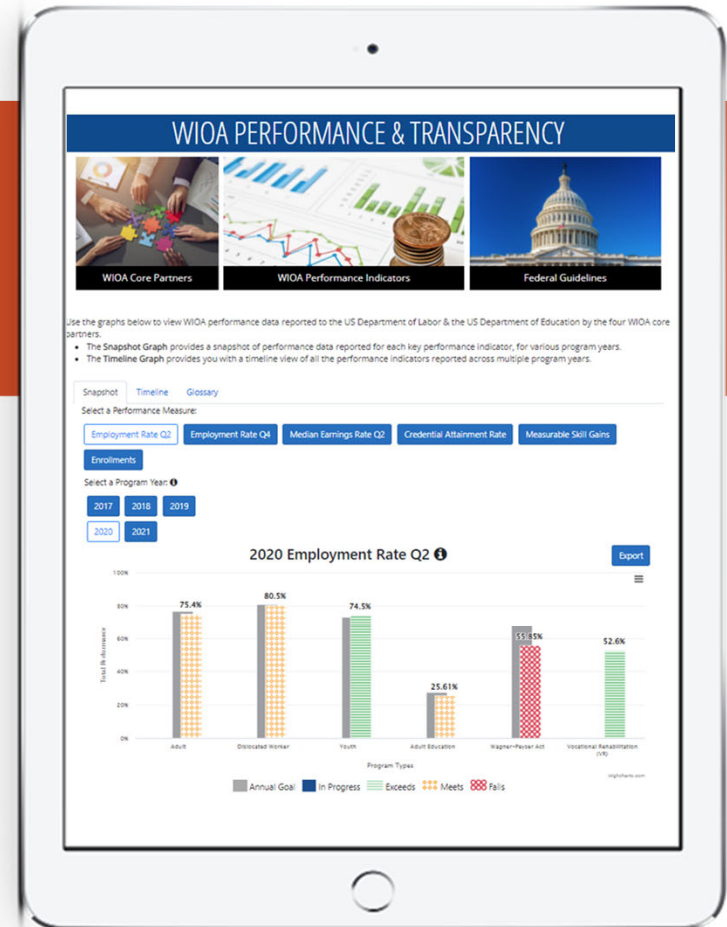 WIOA PERFORMANCE & TRANSPARENCY
WIOA Core Partners
WIOA Performance Indicators
Federal Guidelines
Use the graphs below to view WIOA performance data reported to the US Department of Labor & the US Department of Education by the four WIOA core
partners.
• The Snapshot Graph provides a snapshot of performance data reported for each key performance indicator, for various program years.
• The Timeline Graph provides you with a timeline view of all the performance indicators reported across multiple program years.
Snapshot Timeline Glossary
Select a Performance Measure:
Employment Rate Q2 Employment Rate Q4 Median Earnings Rate Q2 Credential Attainment Rate Measurable Skill Gains
Enrollments
Select a Program Year:
2017 2018 2019
2020 2021
2020 Employment Rate Q2
Export
100%
80%
60%
40%
20%
0%
Total Performance
75.4%
80.5%
74.5%
25.61%
55.85%
52.6%
Adult
Dislocated Worker
Youth
Adult Education
Wagner-Peyser Act
Vocational Rehabilitation
(VR)
Program Types
Highcharts.com
Annual Goal In Progress Exceeds Meets Fails